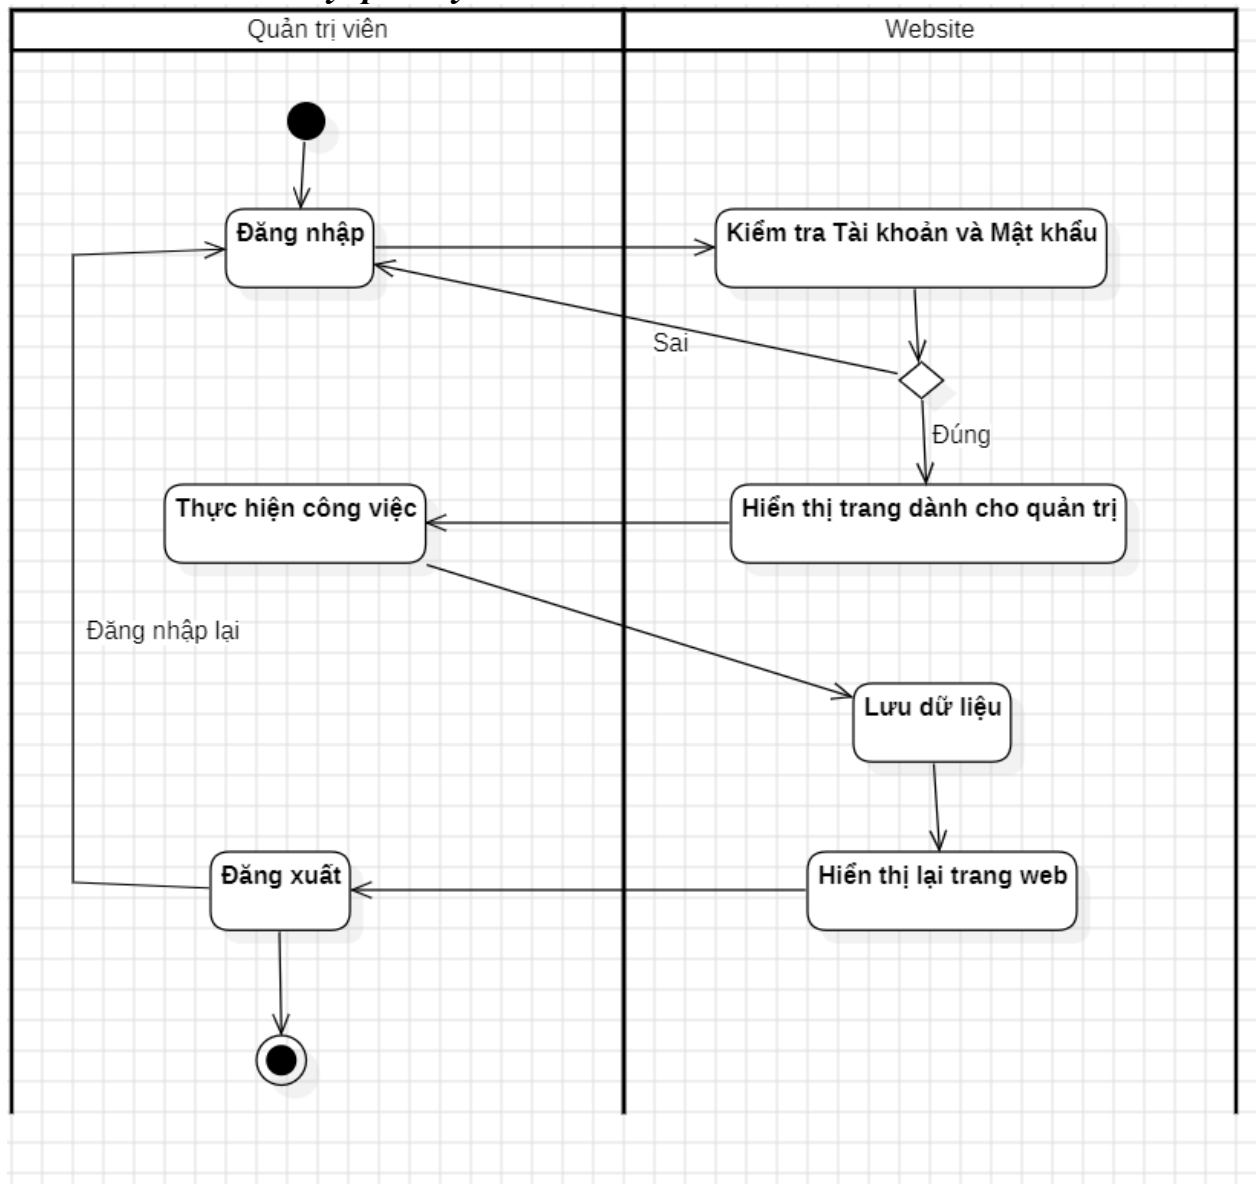 Quản trị viên
Website
Đăng nhập
Kiểm tra Tài khoản và Mật khẩu
Sai
Đúng
Thực hiện công việc
Hiển thị trang dành cho quản trị
Đăng nhập lại
Lưu dữ liệu
Đăng xuất
Hiển thị lại trang web